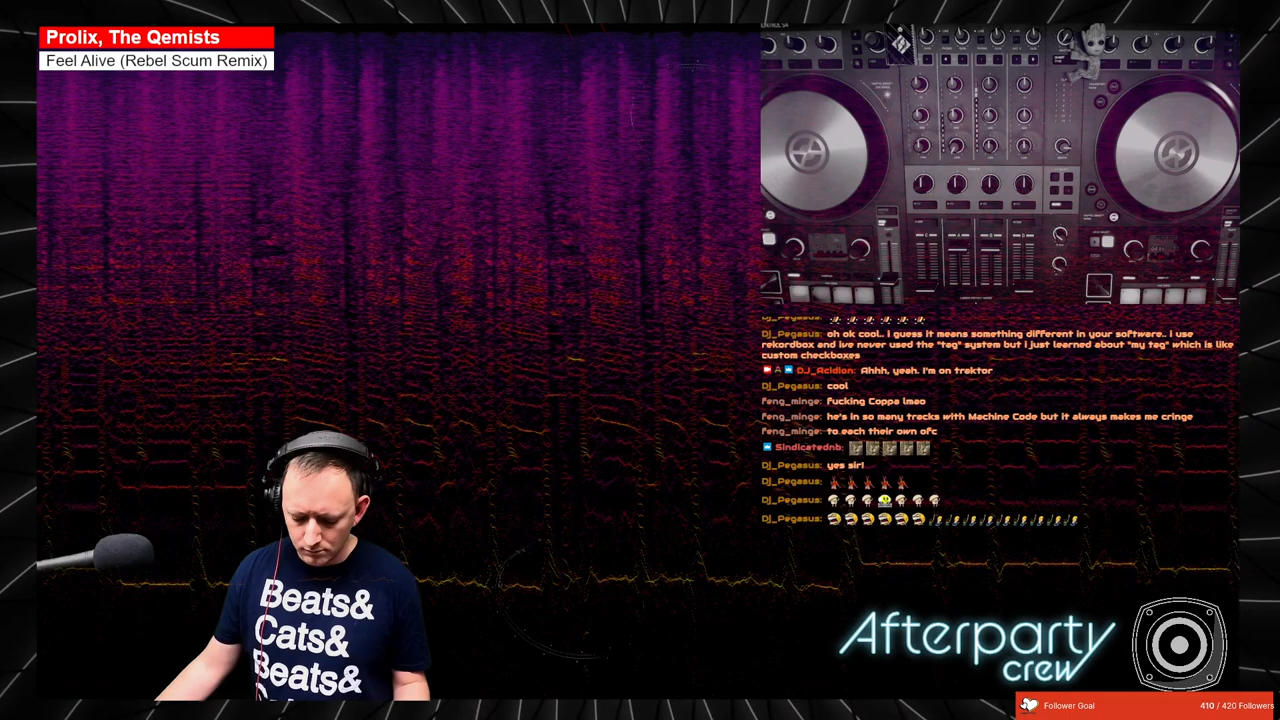 Prolix, The Qemists
Feel Alive (Rebel Scum Remix)
Dj_Pegasus:
Dj_Pegasus: oh ok cool.. i guess it means something different in your software.. i use
rekordbox and ive never used the "tag" system but i just learned about "my tag" which is like
custom checkboxes
DJ_Acidion: Ahhh, yeah. I'm on traktor
Dj_Pegasus: cool
feng_minge: fucking Coppa lmao
feng_minge: he's in so many tracks with Machine Code but it always makes me cringe
feng_minge: to each their own ofc
Sindicatednb:
Dj_Pegasus: yes sir!
Dj_Pegasus:
Dj_Pegasus:
Dj_Pegasus:
Beats&
Cats&
Beats&
Afterparty
crew
Follower Goal
410 / 420 Followers